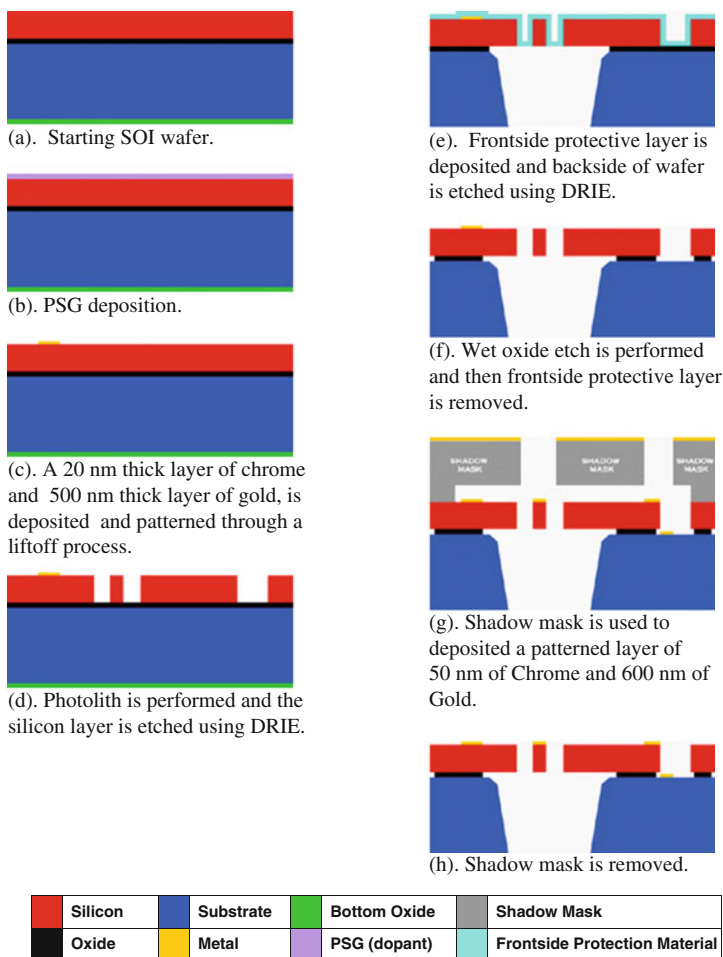 (a).  Starting SOI wafer.
(b). PSG deposition.
(c). A 20 nm thick layer of chrome
and  500 nm thick layer of gold, is
deposited  and patterned through a
liftoff process.
(d). Photolith is performed and the
silicon layer is etched using DRIE.
(e).  Frontside protective layer is
deposited and backside of wafer
is etched using DRIE.
(f). Wet oxide etch is performed
and then frontside protective layer
is removed.
SHADOW
MASK
SHADOW
MASK
SHADOW
MASK
(g). Shadow mask is used to
deposited a patterned layer of
50 nm of Chrome and 600 nm of
Gold.
(h). Shadow mask is removed.
Silicon Substrate Bottom Oxide Shadow Mask
Oxide Metal PSG (dopant) Frontside Protection Material